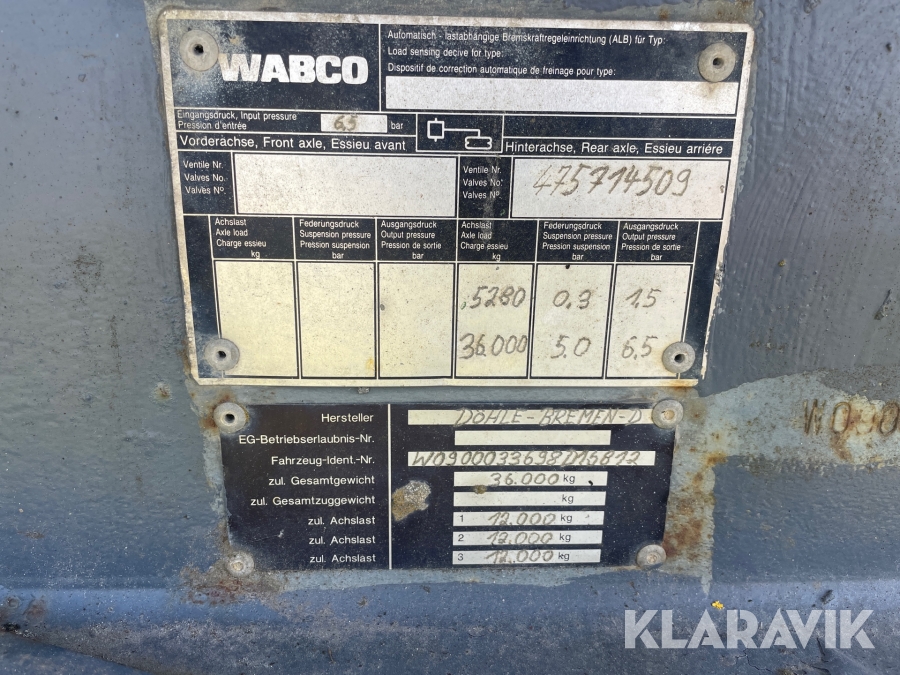 WABCO
Automatisch - lastabhängige Bremskraftregeleinrichtung (ALB) für Typ:
Load sensing decive for type:
Dispositif de correction automatique de freinage pour type:
Eingangsdruck, Input pressure
Pression d'entrée 6.5 bar
Vorderachse, Front axle, Essieu avant
Hinterachse, Rear axle, Essieu arriére
Ventile Nr.
Valves No.
Valves Nº.
Ventile Nr.
Valves No.
Valves Nº.
475714509
Achslast
Axle load
Charge essieu
kg
Federungsdruck
Suspension pressure
Pression suspension
bar
Ausgangsdruck
Output pressure
Pression de sortie
bar
Achslast
Axle load
Charge essieu
kg
Federungsdruck
Suspension pressure
Pression suspension
bar
Ausgangsdruck
Output pressure
Pression de sortie
bar
5280 0.3 1.5
36.000 5.0 6.5
Hersteller DÖHLE-BREMEN-D
EG-Betriebserlaubnis-Nr.
Fahrzeug-Ident.-Nr.
zul. Gesamtgewicht 36.000 kg
zul. Gesamtzuggewicht kg
zul. Achslast 1 12.000 kg
zul. Achslast 2 12.000 kg
zul. Achslast 3 12.000 kg
KLARAVIK